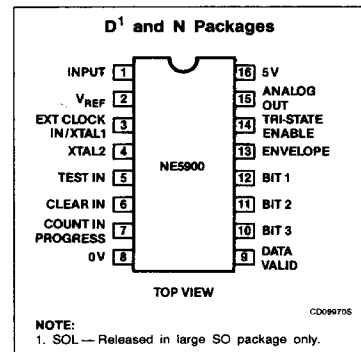 D1 and N Packages
INPUT 1
VREF 2
EXT CLOCK
IN/XTAL1 3
XTAL2 4
TEST IN 5
CLEAR IN 6
COUNT IN
PROGRESS 7
0V 8
NE5900
16 5V
15 ANALOG
OUT
14 TRI-STATE
ENABLE
13 ENVELOPE
12 BIT 1
11 BIT 2
10 BIT 3
9 DATA
VALID
TOP VIEW
CD09970S
NOTE:
1. SOL — Released in large SO package only.